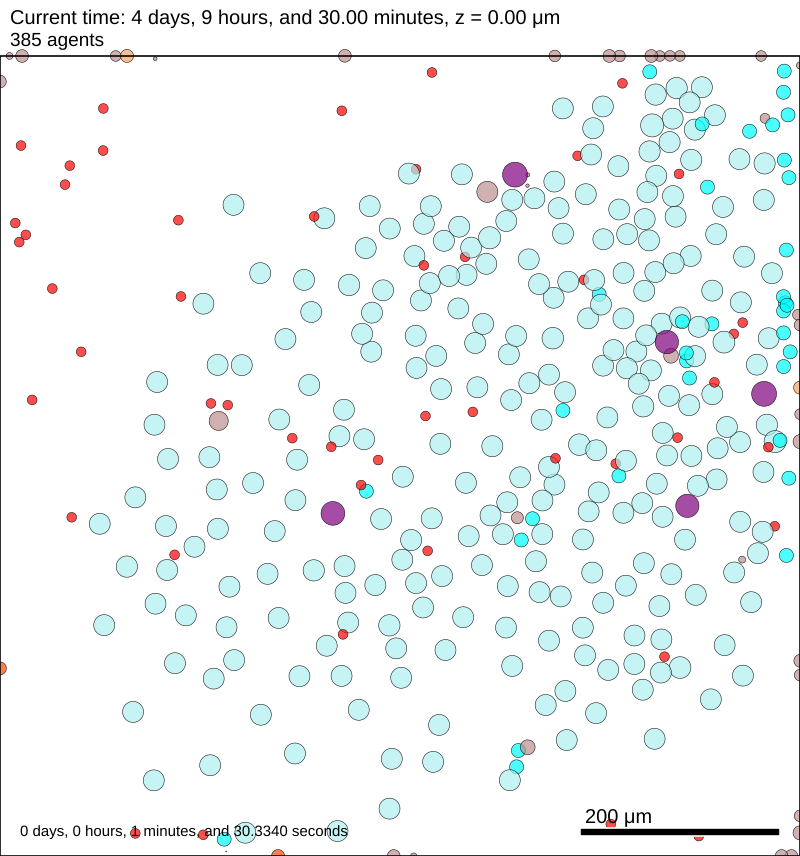 Current time: 4 days, 9 hours, and 30.00 minutes, z = 0.00 μm
385 agents
200 μm
0 days, 0 hours, 1 minutes, and 30.3340 seconds